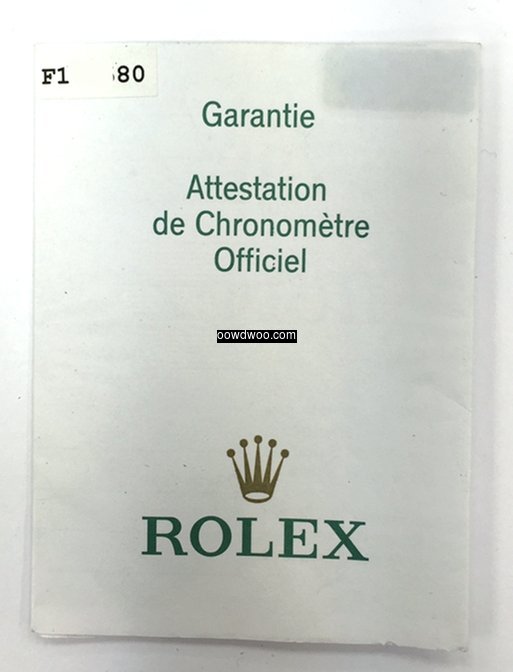 F1 80
Garantie
Attestation
de Chronomètre
Officiel
oowdwoo.com
ROLEX